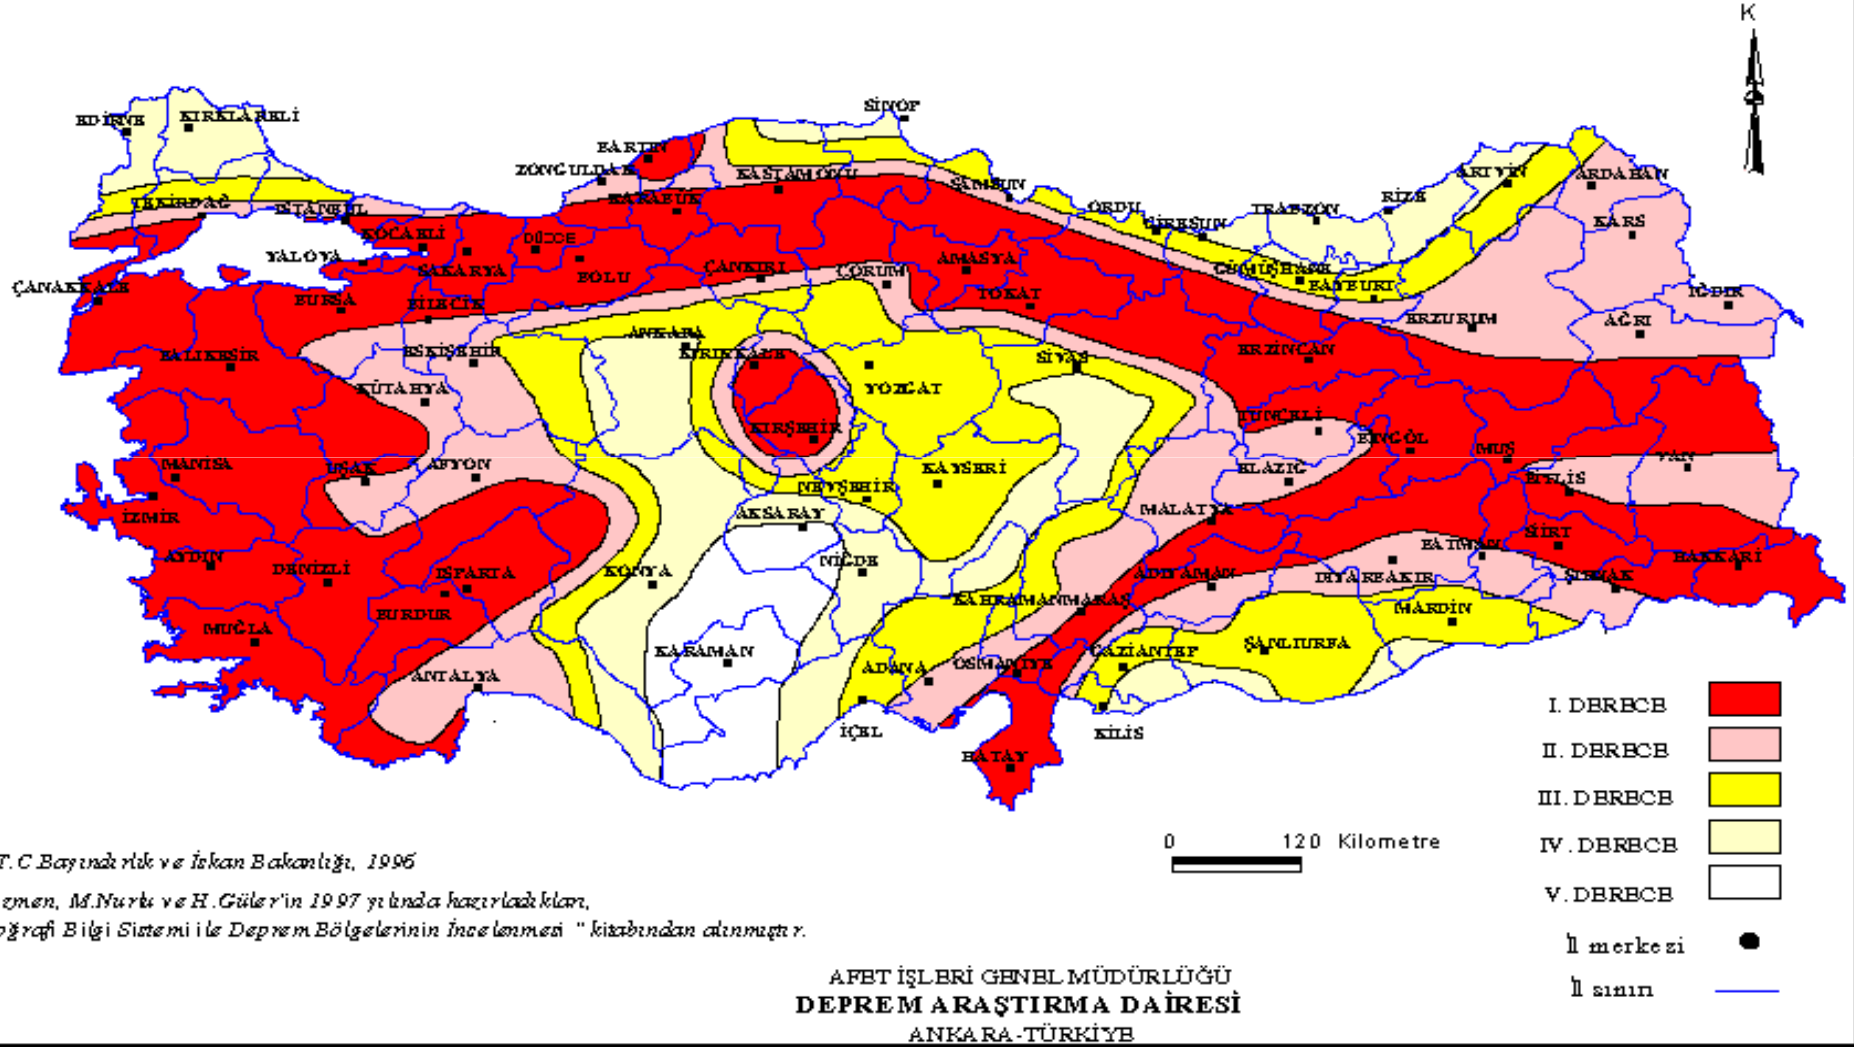 K
SİNOP
EDİRNE
KIRKLARELİ
BARTIN
ZONGULDAK
KASTAMONU
ARTVİN
ARDAHAN
SAMSUN
KARABÜK
TEKİRDAĞ
İSTANBUL
ORDU
GİRESUN
TRABZON
RİZE
KARS
KOCAELİ
DÜZCE
YALOVA
SAKARYA
BOLU
ÇANKIRI
ÇORUM
AMASYA
GÜMÜŞHANE
BAYBURT
ÇANAKKALE
BURSA
BİLECİK
TOKAT
IĞDIR
ERZURUM
AĞRI
ANKARA
BALIKESİR
ESKİŞEHİR
KIRIKKALE
SİVAS
ERZİNCAN
KÜTAHYA
YOZGAT
TUNCELİ
KIRŞEHİR
BİNGÖL
MUŞ
VAN
MANİSA
UŞAK
AFYON
KAYSERİ
ELAZIĞ
BİTLİS
NEVŞEHİR
İZMİR
AKSARAY
MALATYA
SİİRT
AYDIN
DENİZLİ
ISPARTA
KONYA
NİĞDE
ADIYAMAN
DİYARBAKIR
BATMAN
ŞIRNAK
HAKKARİ
BURDUR
KAHRAMANMARAŞ
MARDİN
MUĞLA
KARAMAN
ADANA
OSMANİYE
GAZİANTEP
ŞANLIURFA
ANTALYA
İÇEL
KİLİS
HATAY
I. DERECE
II. DERECE
III. DERECE
IV. DERECE
V. DERECE
İl merkezi
İl sınırı
0 120 Kilometre
T.C.Bayındırlık ve İskan Bakanlığı, 1996
zmen, M.Nurlu ve H.Güler'in 1997 yılında hazırladıkları,
oğrafi Bilgi Sistemi ile Deprem Bölgelerinin İncelenmesi " kitabından alınmıştır.
AFET İŞLERİ GENEL MÜDÜRLÜĞÜ
DEPREM ARAŞTIRMA DAİRESİ
ANKARA-TÜRKİYE